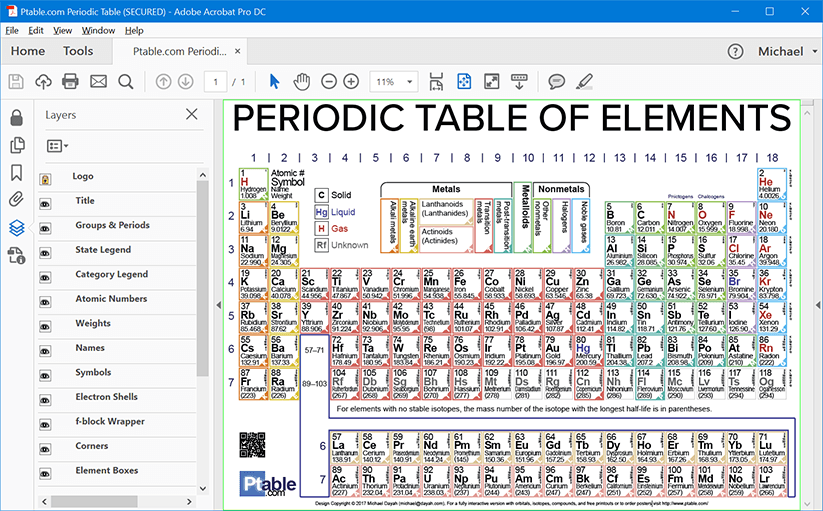 Ptable.com Periodic Table (SECURED) - Adobe Acrobat Pro DC
File Edit View Window Help
Home Tools Ptable.com Periodi... × Michael
1 / 1 11%
Layers
Logo
Title
Groups & Periods
State Legend
Category Legend
Atomic Numbers
Weights
Names
Symbols
Electron Shells
f-block Wrapper
Corners
Element Boxes
PERIODIC TABLE OF ELEMENTS
1 2 3 4 5 6 7 8 9 10 11 12 13 14 15 16 17 18
Atomic #
Symbol
Name
Weight
C Solid
Hg Liquid
H Gas
Rf Unknown
Metals
Nonmetals
Metalloids
Alkali metals
Alkaline earth metals
Lanthanoids (Lanthanides)
Actinoids (Actinides)
Transition metals
Post-transition metals
Other nonmetals
Halogens
Noble gases
Pnictogens Chalcogens
1
1 2
H He
Hydrogen Helium
1.008 4.0026
2
3 4 5 6 7 8 9 10
Li Be B C N O F Ne
Lithium Beryllium Boron Carbon Nitrogen Oxygen Fluorine Neon
6.94 9.0122 10.81 12.011 14.007 15.999 18.998 20.180
3
11 12 13 14 15 16 17 18
Na Mg Al Si P S Cl Ar
Sodium Magnesium Aluminium Silicon Phosphorus Sulfur Chlorine Argon
22.990 24.305 26.982 28.085 30.974 32.06 35.45 39.948
4
19 20 21 22 23 24 25 26 27 28 29 30 31 32 33 34 35 36
K Ca Sc Ti V Cr Mn Fe Co Ni Cu Zn Ga Ge As Se Br Kr
Potassium Calcium Scandium Titanium Vanadium Chromium Manganese Iron Cobalt Nickel Copper Zinc Gallium Germanium Arsenic Selenium Bromine Krypton
39.098 40.078 44.956 47.867 50.942 51.996 54.938 55.845 58.933 58.693 63.546 65.38 69.723 72.630 74.922 78.971 79.904 83.798
5
37 38 39 40 41 42 43 44 45 46 47 48 49 50 51 52 53 54
Rb Sr Y Zr Nb Mo Tc Ru Rh Pd Ag Cd In Sn Sb Te I Xe
Rubidium Strontium Yttrium Zirconium Niobium Molybdenum Technetium Ruthenium Rhodium Palladium Silver Cadmium Indium Tin Antimony Tellurium Iodine Xenon
85.468 87.62 88.906 91.224 92.906 95.95 (98) 101.07 102.91 106.42 107.87 112.41 114.82 118.71 121.76 127.60 126.90 131.29
6
55 56 57–71 72 73 74 75 76 77 78 79 80 81 82 83 84 85 86
Cs Ba Hf Ta W Re Os Ir Pt Au Hg Tl Pb Bi Po At Rn
Caesium Barium Hafnium Tantalum Tungsten Rhenium Osmium Iridium Platinum Gold Mercury Thallium Lead Bismuth Polonium Astatine Radon
132.91 137.33 178.49 180.95 183.84 186.21 190.23 192.22 195.08 196.97 200.59 204.38 207.2 208.98 (209) (210) (222)
7
87 88 89–103 104 105 106 107 108 109 110 111 112 113 114 115 116 117 118
Fr Ra Rf Db Sg Bh Hs Mt Ds Rg Cn Nh Fl Mc Lv Ts Og
Francium Radium Rutherfordium Dubnium Seaborgium Bohrium Hassium Meitnerium Darmstadtium Roentgenium Copernicium Nihonium Flerovium Moscovium Livermorium Tennessine Oganesson
(223) (226) (267) (268) (269) (270) (277) (278) (281) (282) (285) (286) (289) (290) (293) (294) (294)
For elements with no stable isotopes, the mass number of the isotope with the longest half-life is in parentheses.
6
57 58 59 60 61 62 63 64 65 66 67 68 69 70 71
La Ce Pr Nd Pm Sm Eu Gd Tb Dy Ho Er Tm Yb Lu
Lanthanum Cerium Praseodymium Neodymium Promethium Samarium Europium Gadolinium Terbium Dysprosium Holmium Erbium Thulium Ytterbium Lutetium
138.91 140.12 140.91 144.24 (145) 150.36 151.96 157.25 158.93 162.50 164.93 167.26 168.93 173.05 174.97
7
89 90 91 92 93 94 95 96 97 98 99 100 101 102 103
Ac Th Pa U Np Pu Am Cm Bk Cf Es Fm Md No Lr
Actinium Thorium Protactinium Uranium Neptunium Plutonium Americium Curium Berkelium Californium Einsteinium Fermium Mendelevium Nobelium Lawrencium
(227) 232.04 231.04 238.03 (237) (244) (243) (247) (247) (251) (252) (257) (258) (259) (266)
Ptable
.com
Design Copyright © 2017 Michael Dayah (michael@dayah.com). For a fully interactive version with orbitals, isotopes, compounds, and free printouts or to order posters visit http://www.ptable.com/